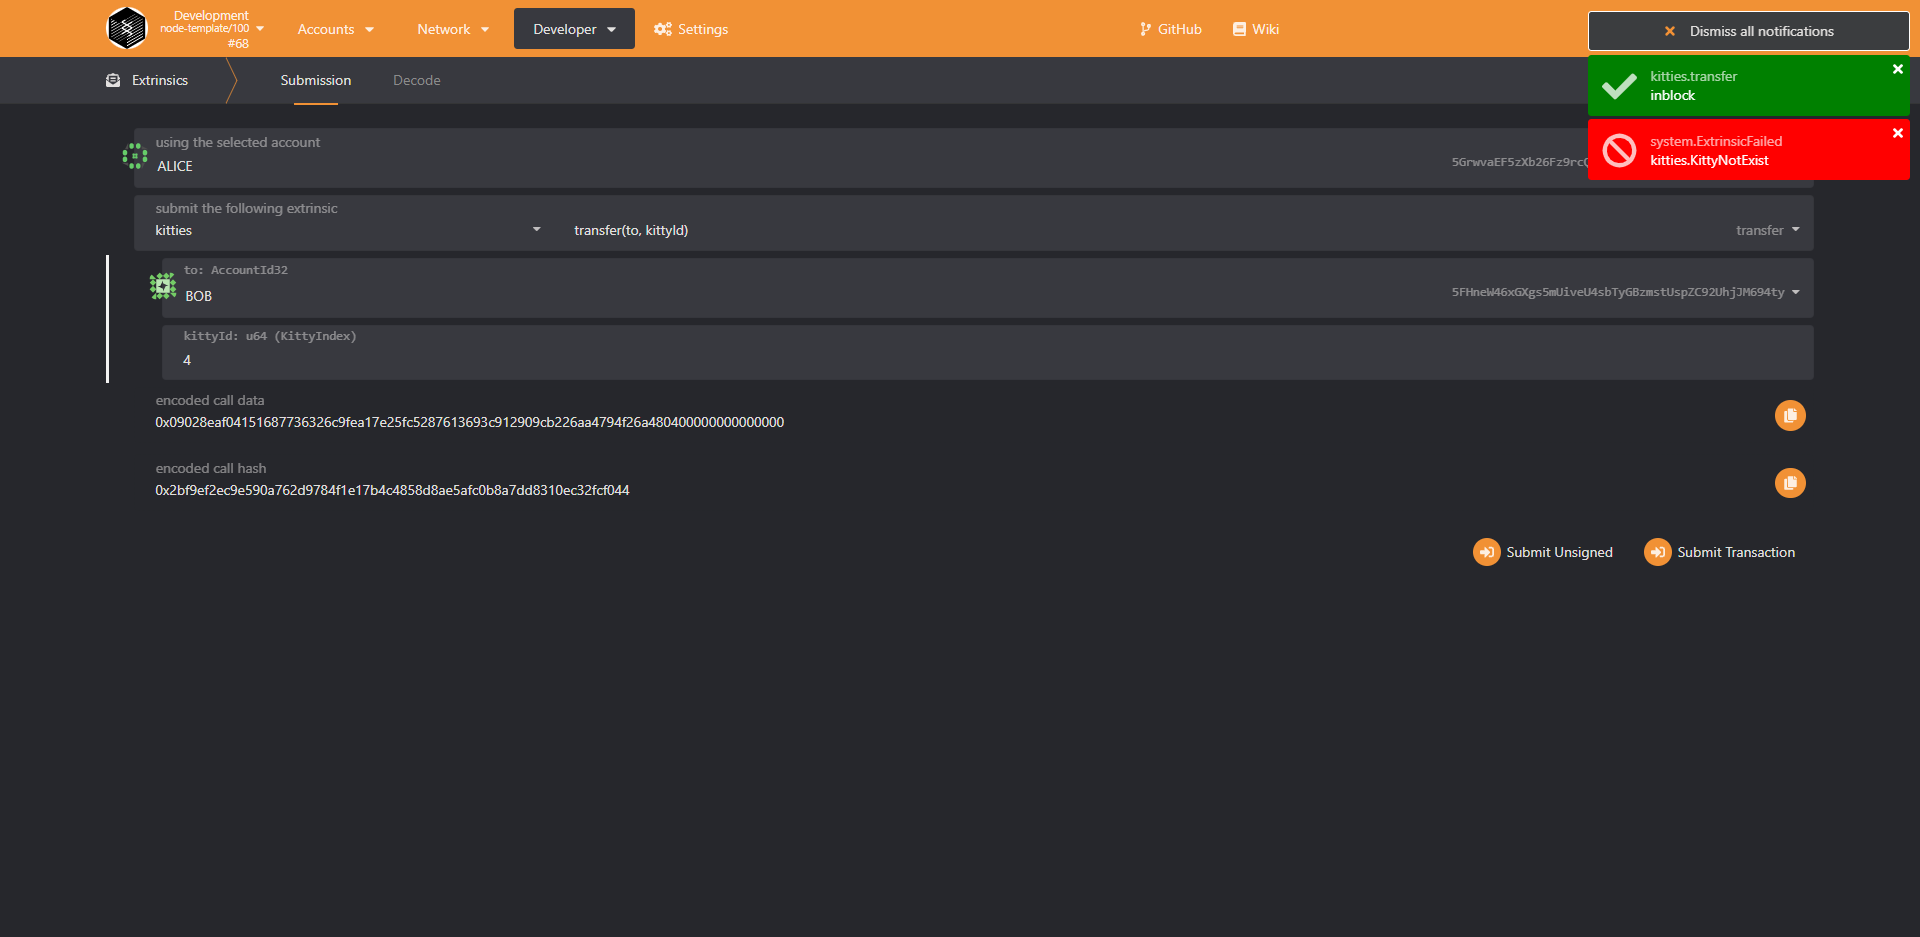 Development
node-template/100
#68
Accounts
Network
Developer
Settings
GitHub
Wiki
Dismiss all notifications
Extrinsics
Submission
Decode
kitties.transfer
inblock
system.ExtrinsicFailed
kitties.KittyNotExist
using the selected account
ALICE
5GrwvaEF5zXb26Fz9rcQ
submit the following extrinsic
kitties
transfer(to, kittyId)
transfer
to: AccountId32
BOB
5FHneW46xGXgs5mUiveU4sbTyGBzmstUspZC92UhjJM694ty
kittyId: u64 (KittyIndex)
4
encoded call data
0x09028eaf04151687736326c9fea17e25fc5287613693c912909cb226aa4794f26a480400000000000000
encoded call hash
0x2bf9ef2ec9e590a762d9784f1e17b4c4858d8ae5afc0b8a7dd8310ec32fcf044
Submit Unsigned
Submit Transaction